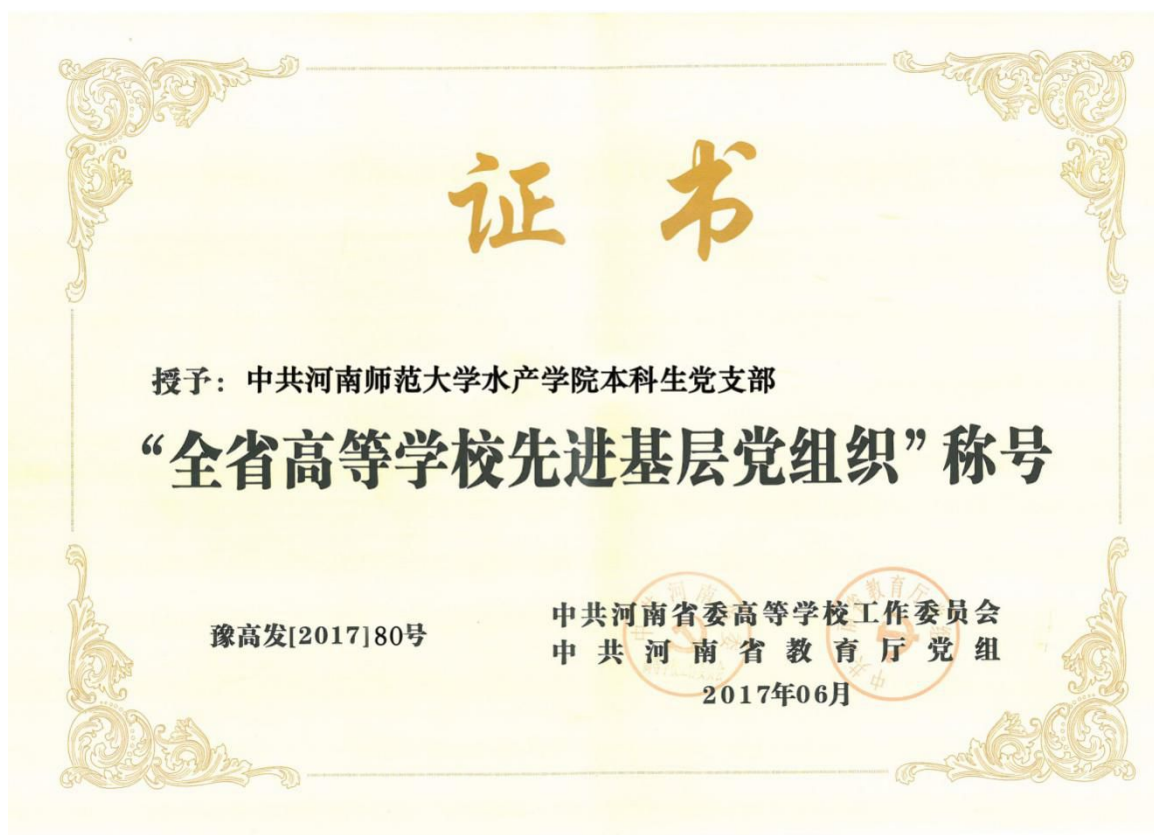 证书
授予：中共河南师范大学水产学院本科生党支部
“全省高等学校先进基层党组织”称号
豫高发[2017]80号
中共河南省委高等学校工作委员会
中共河南省教育厅党组
2017年06月